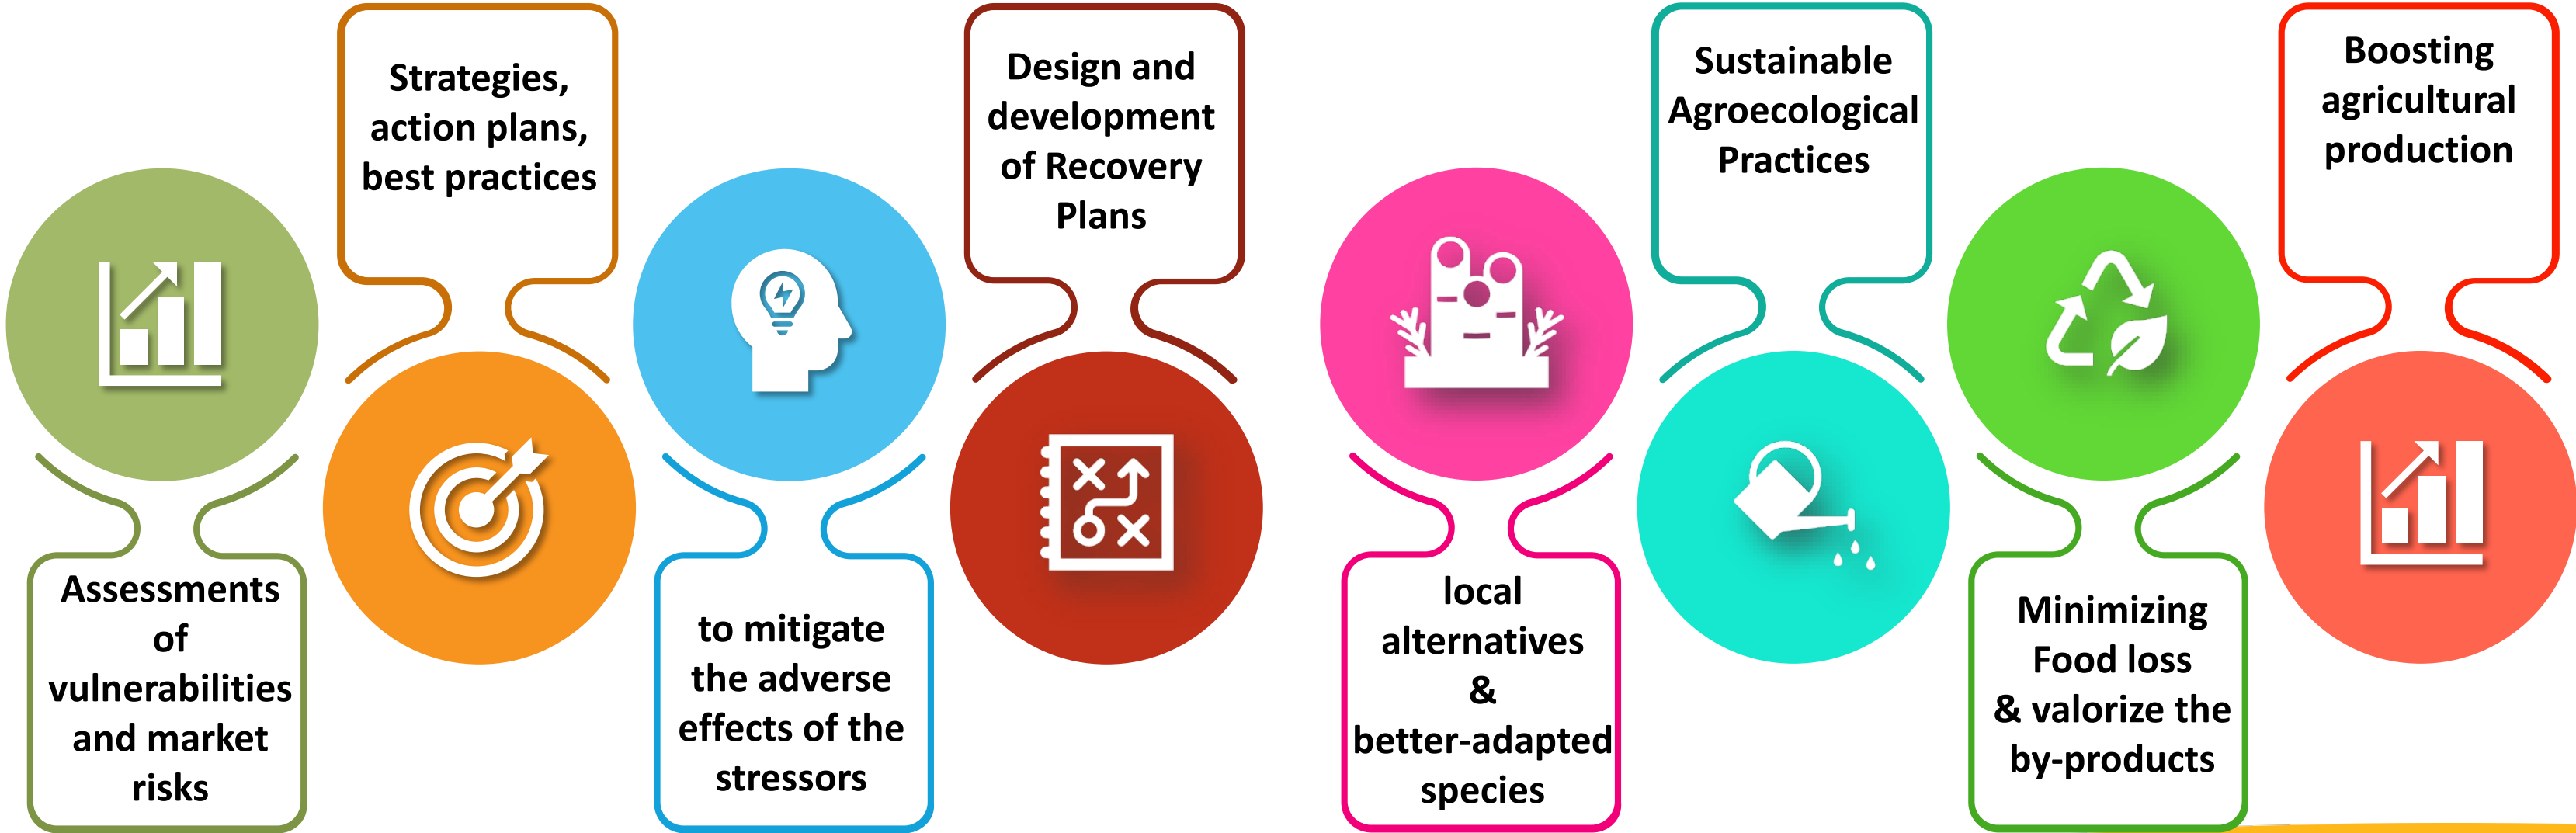 Assessments
of
vulnerabilities
and market
risks
Strategies,
action plans,
best practices
to mitigate
the adverse
effects of the
stressors
Design and
development
of Recovery
Plans
local
alternatives
&
better-adapted
species
Sustainable
Agroecological
Practices
Minimizing
Food loss
& valorize the
by-products
Boosting
agricultural
production